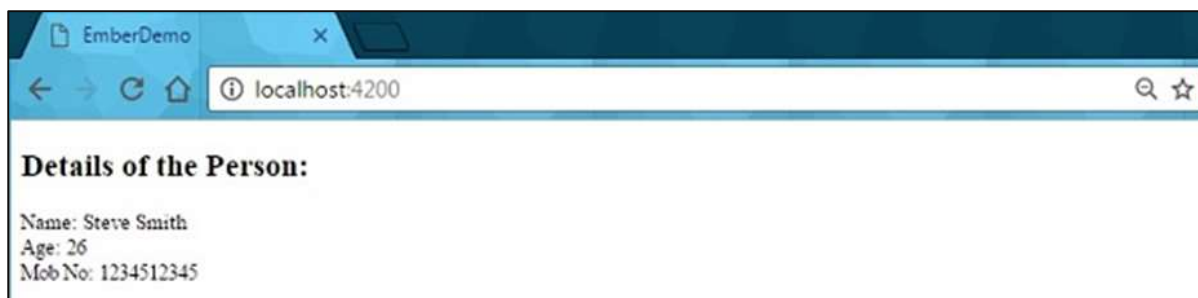 EmberDemo
localhost:4200
Details of the Person:
Name: Steve Smith
Age: 26
Mob No: 1234512345